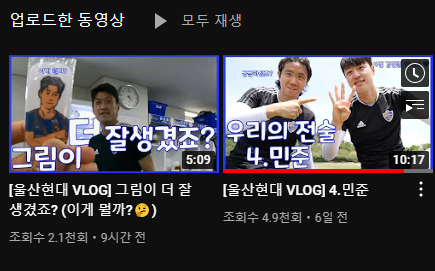 업로드한 동영상
모두 재생
더 잘생겼죠?
그림이
5:09
우리의 전술
4.민준
10:17
[울산현대 VLOG] 그림이 더 잘
생겼죠? (이게 뭘까?🤔)
조회수 2.1천회 • 9시간 전
[울산현대 VLOG] 4.민준
조회수 4.9천회 • 6일 전